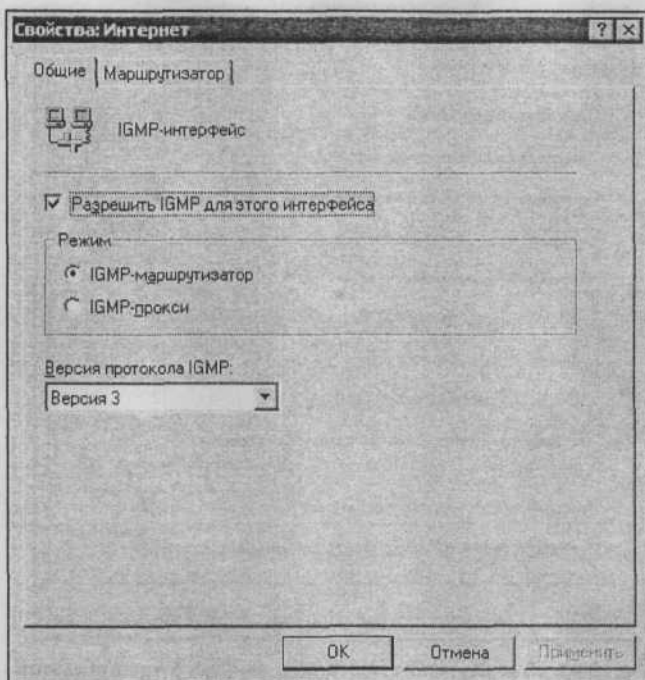 Свойства: Интернет
Общие
Маршрутизатор
IGMP-интерфейс
Разрешить IGMP для этого интерфейса
Режим
IGMP-маршрутизатор
IGMP-прокси
Версия протокола IGMP:
Версия 3
OK
Отмена
Применить